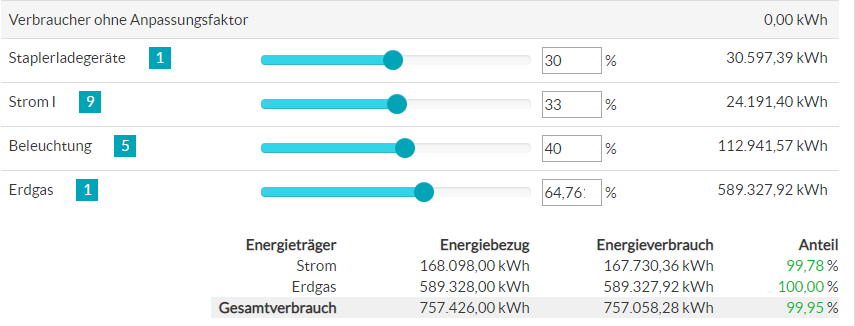 Verbraucher ohne Anpassungsfaktor 0,00 kWh
Staplerladegeräte 1 30 % 30.597,39 kWh
Strom I 9 33 % 24.191,40 kWh
Beleuchtung 5 40 % 112.941,57 kWh
Erdgas 1 64,76: % 589.327,92 kWh
Energieträger Energiebezug Energieverbrauch Anteil
Strom 168.098,00 kWh 167.730,36 kWh 99,78 %
Erdgas 589.328,00 kWh 589.327,92 kWh 100,00 %
Gesamtverbrauch 757.426,00 kWh 757.058,28 kWh 99,95 %